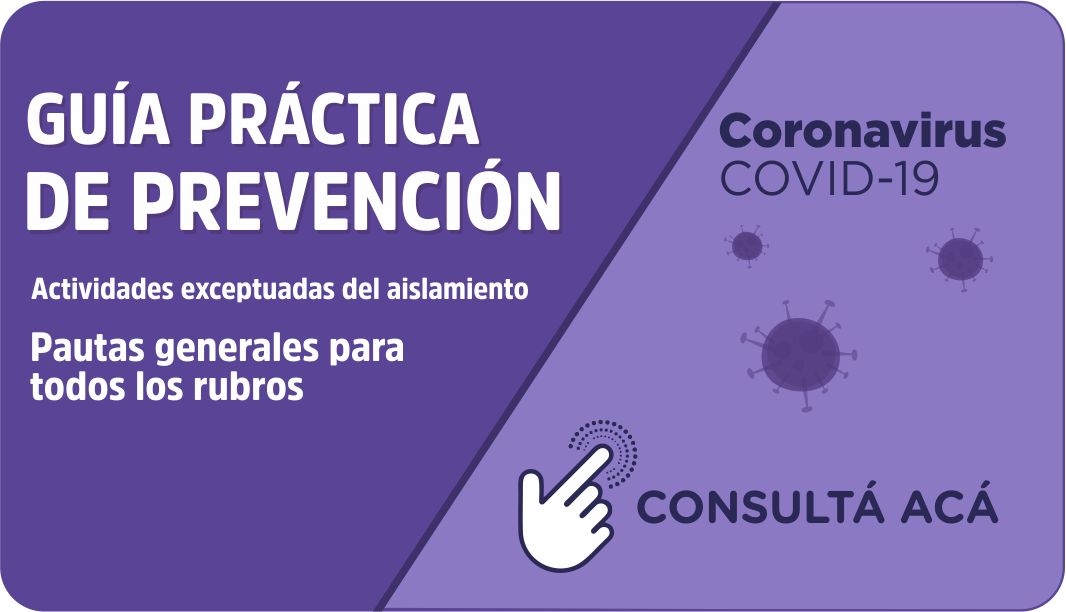 GUÍA PRÁCTICA
DE PREVENCIÓN
Actividades exceptuadas del aislamiento
Pautas generales para
todos los rubros
Coronavirus
COVID-19
CONSULTÁ ACÁ